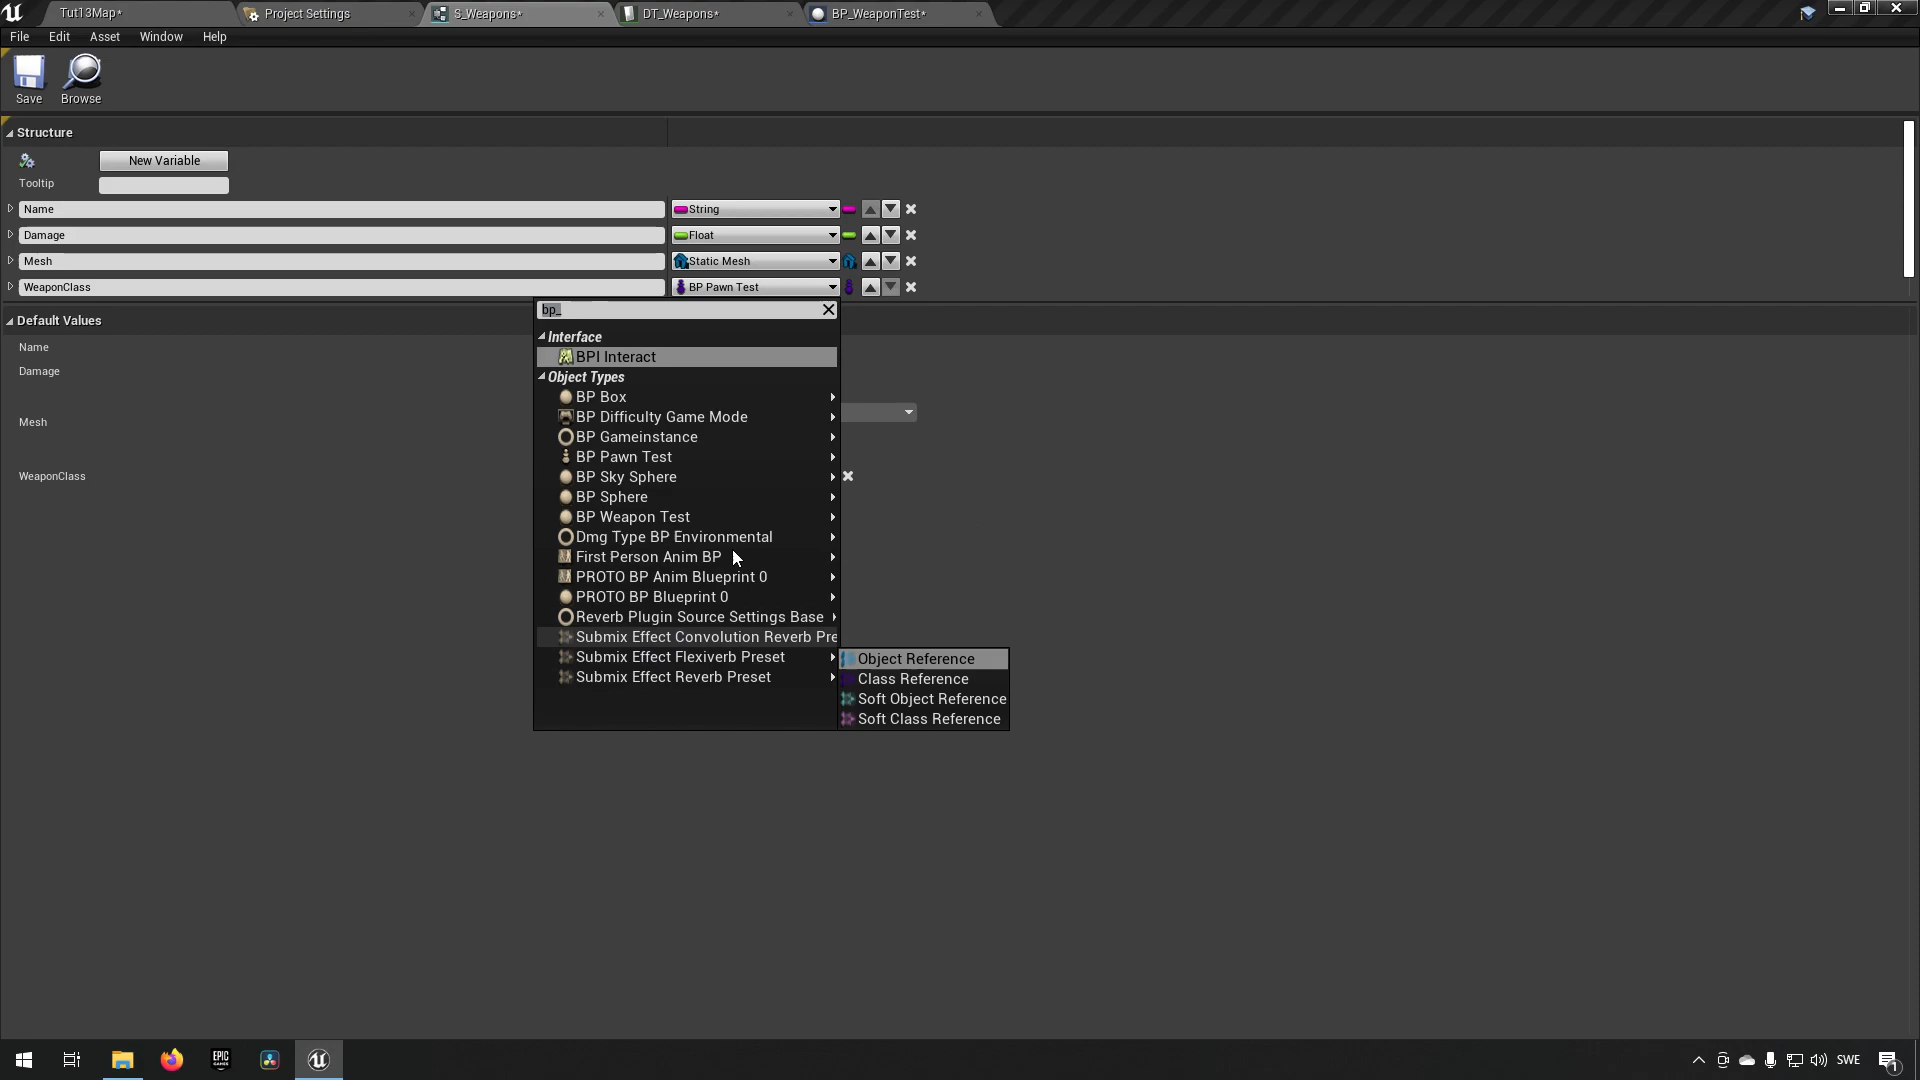 Tut13Map*
Project Settings
S_Weapons*
DT_Weapons*
BP_WeaponTest*
File Edit Asset Window Help
Save Browse
Structure
New Variable
Tooltip
Name String
Damage Float
Mesh Static Mesh
WeaponClass BP Pawn Test
bp_
Default Values
Interface
Name
BPI Interact
Damage
Object Types
BP Box
BP Difficulty Game Mode
Mesh
BP Gameinstance
BP Pawn Test
WeaponClass
BP Sky Sphere
BP Sphere
BP Weapon Test
Dmg Type BP Environmental
First Person Anim BP
PROTO BP Anim Blueprint 0
PROTO BP Blueprint 0
Reverb Plugin Source Settings Base
Submix Effect Convolution Reverb Pre
Submix Effect Flexiverb Preset
Submix Effect Reverb Preset
Object Reference
Class Reference
Soft Object Reference
Soft Class Reference
EPIC
GAMES
SWE
1